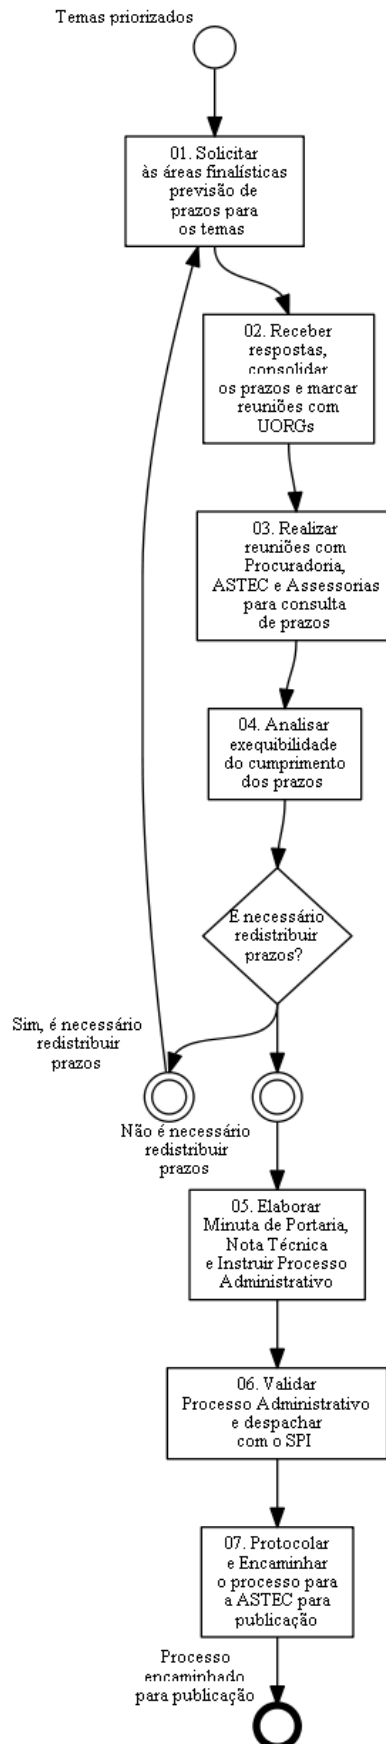 Temas priorizados
01. Solicitar
às áreas finalísticas
previsão de
prazos para
os temas
02. Receber
respostas,
consolidar
os prazos e marcar
reuniões com
UORGs
03. Realizar
reuniões com
Procuradoria,
ASTEC e Assessorias
para consulta
de prazos
04. Analisar
exequibilidade
do cumprimento
dos prazos
É necessário
redistribuir
prazos?
Sim, é necessário
redistribuir
prazos
Não é necessário
redistribuir
prazos
05. Elaborar
Minuta de Portaria,
Nota Técnica
e Instruir Processo
Administrativo
06. Validar
Processo Administrativo
e despachar
com o SPI
07. Protocolar
e Encaminhar
o processo para
a ASTEC para
publicação
Processo
encaminhado
para publicação